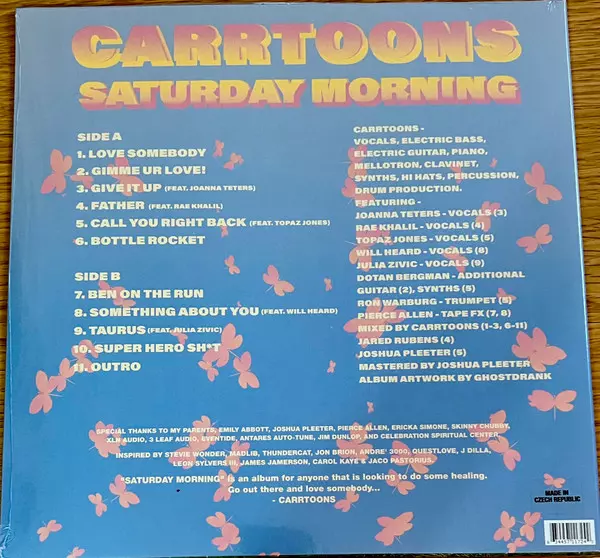 CARRTOONS
SATURDAY MORNING
SIDE A
1. LOVE SOMEBODY
2. GIMME UR LOVE!
3. GIVE IT UP (FEAT. JOANNA TETERS)
4. FATHER (FEAT. RAE KHALIL)
5. CALL YOU RIGHT BACK (FEAT. TOPAZ JONES)
6. BOTTLE ROCKET
SIDE B
7. BEN ON THE RUN
8. SOMETHING ABOUT YOU (FEAT. WILL HEARD)
9. TAURUS (FEAT. JULIA ZIVIC)
10. SUPER HERO SH*T
11. OUTRO
CARRTOONS -
VOCALS, ELECTRIC BASS,
ELECTRIC GUITAR, PIANO,
MELLOTRON, CLAVINET,
SYNTHS, HI HATS, PERCUSSION,
DRUM PRODUCTION.
FEATURING -
JOANNA TETERS - VOCALS (3)
RAE KHALIL - VOCALS (4)
TOPAZ JONES - VOCALS (5)
WILL HEARD - VOCALS (8)
JULIA ZIVIC - VOCALS (9)
DOTAN BERGMAN - ADDITIONAL
GUITAR (2), SYNTHS (5)
RON WARBURG - TRUMPET (5)
PIERCE ALLEN - TAPE FX (7, 8)
MIXED BY CARRTOONS (1-3, 6-11)
JARED RUBENS (4)
JOSHUA PLEETER (5)
MASTERED BY JOSHUA PLEETER
ALBUM ARTWORK BY GHOSTDRANK
SPECIAL THANKS TO MY PARENTS, EMILY ABBOTT, JOSHUA PLEETER, PIERCE ALLEN, ERICKA SIMONE, SKINNY CHUBBY,
XLN AUDIO, 3 LEAF AUDIO, EVENTIDE, ANTARES AUTO-TUNE, JIM DUNLOP, AND CELEBRATION SPIRITUAL CENTER.
INSPIRED BY STEVIE WONDER, MADLIB, THUNDERCAT, JON BRION, ANDRE' 3000, QUESTLOVE, J DILLA,
LEON SYLVERS III, JAMES JAMERSON, CAROL KAYE & JACO PASTORIUS.
"SATURDAY MORNING" is an album for anyone that is looking to do some healing.
Go out there and love somebody...
- CARRTOONS
MADE IN
CZECH REPUBLIC